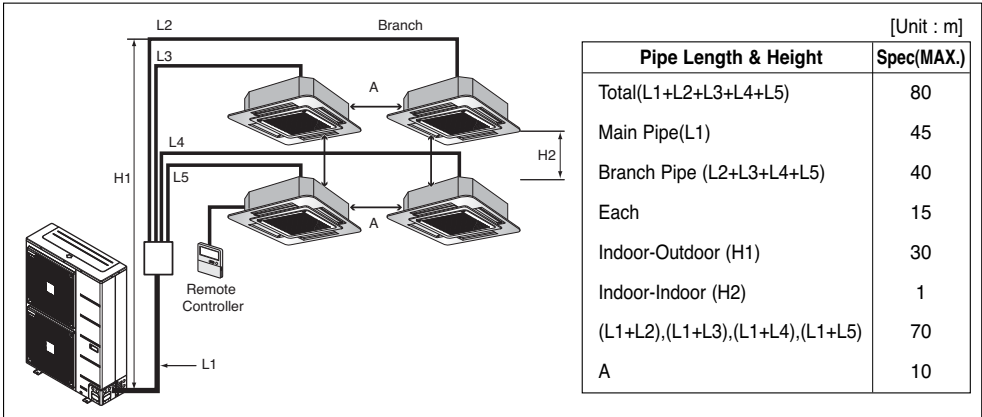 L2
Branch
L3
A
L4
H2
H1
L5
A
Remote
Controller
L1
[Unit : m]
Pipe Length & Height Spec(MAX.)
Total(L1+L2+L3+L4+L5) 80
Main Pipe(L1) 45
Branch Pipe (L2+L3+L4+L5) 40
Each 15
Indoor-Outdoor (H1) 30
Indoor-Indoor (H2) 1
(L1+L2),(L1+L3),(L1+L4),(L1+L5) 70
A 10